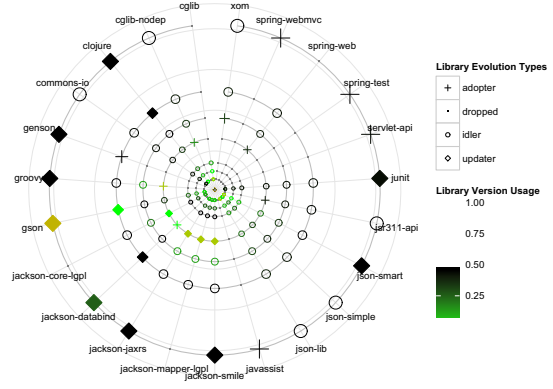 cglib
xom
cglib-nodep
spring-webmvc
clojure
spring-web
commons-io
spring-test
genson
servlet-api
groovy
junit
gson
jsr311-api
jackson-core-lgpl
json-smart
jackson-databind
json-simple
jackson-jaxrs
json-lib
jackson-mapper-lgpl
javassist
jackson-smile
Library Evolution Types
adopter
dropped
idler
updater
Library Version Usage
1.00
0.75
0.50
0.25